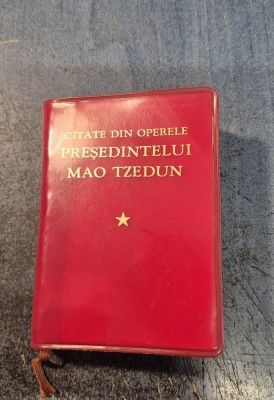 CITATE DIN OPERELE
PREȘEDINTELUI
MAO TZEDUN